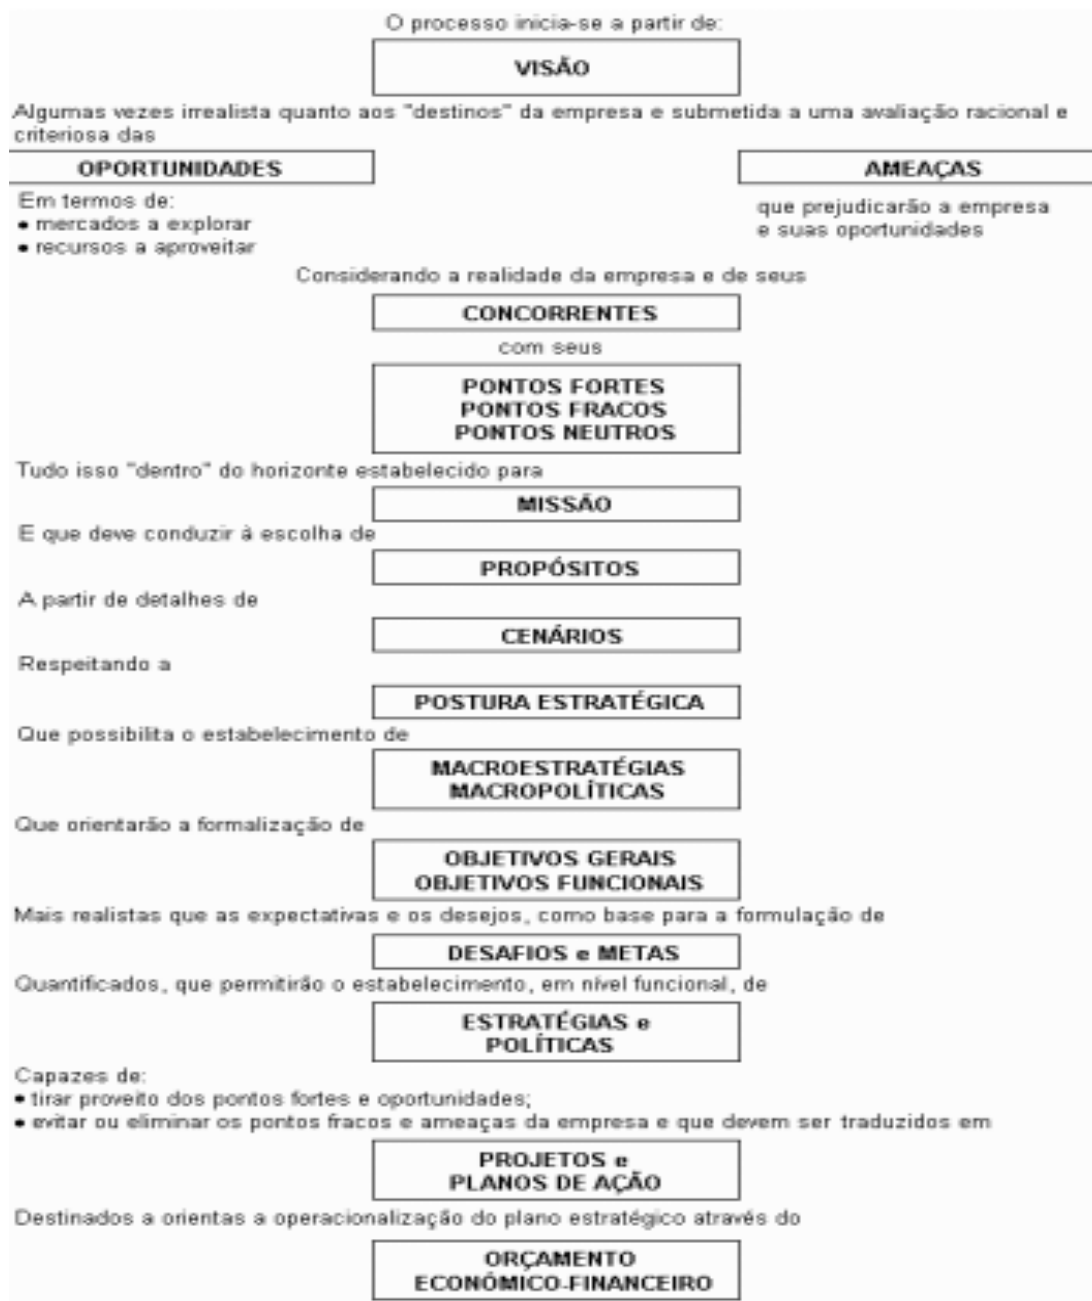 O processo inicia-se a partir de:
VISÃO
Algumas vezes irrealista quanto aos "destinos" da empresa e submetida a uma avaliação racional e
criteriosa das
OPORTUNIDADES
AMEAÇAS
Em termos de:
• mercados a explorar
• recursos a aproveitar
que prejudicarão a empresa
e suas oportunidades
Considerando a realidade da empresa e de seus
CONCORRENTES
com seus
PONTOS FORTES
PONTOS FRACOS
PONTOS NEUTROS
Tudo isso "dentro" do horizonte estabelecido para
MISSÃO
E que deve conduzir à escolha de
PROPÓSITOS
A partir de detalhes de
CENÁRIOS
Respeitando a
POSTURA ESTRATÉGICA
Que possibilita o estabelecimento de
MACROESTRATÉGIAS
MACROPOLÍTICAS
Que orientarão a formalização de
OBJETIVOS GERAIS
OBJETIVOS FUNCIONAIS
Mais realistas que as expectativas e os desejos, como base para a formulação de
DESAFIOS e METAS
Quantificados, que permitirão o estabelecimento, em nível funcional, de
ESTRATÉGIAS e
POLÍTICAS
Capazes de:
• tirar proveito dos pontos fortes e oportunidades;
• evitar ou eliminar os pontos fracos e ameaças da empresa e que devem ser traduzidos em
PROJETOS e
PLANOS DE AÇÃO
Destinados a orientas a operacionalização do plano estratégico através do
ORÇAMENTO
ECONÔMICO-FINANCEIRO